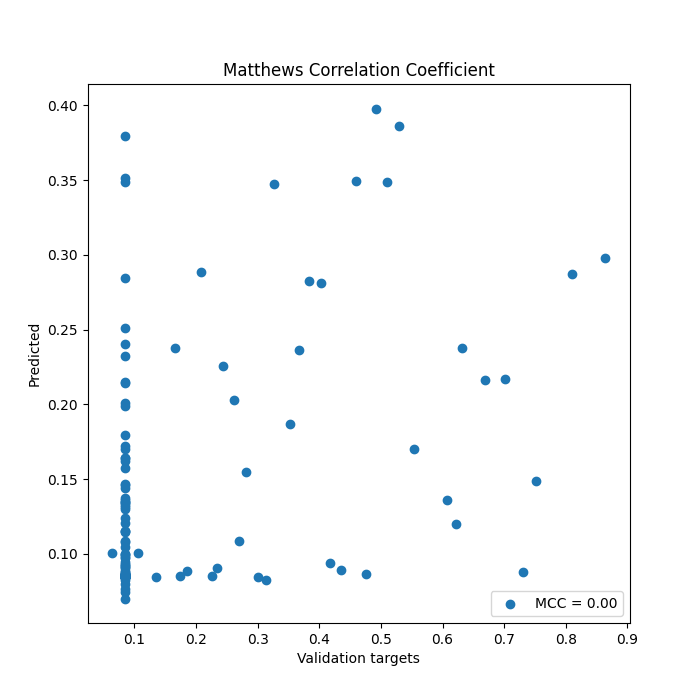 Matthews Correlation Coefficient
0.40
0.35
0.30
0.25
0.20
0.15
0.10
Predicted
MCC = 0.00
0.1 0.2 0.3 0.4 0.5 0.6 0.7 0.8 0.9
Validation targets